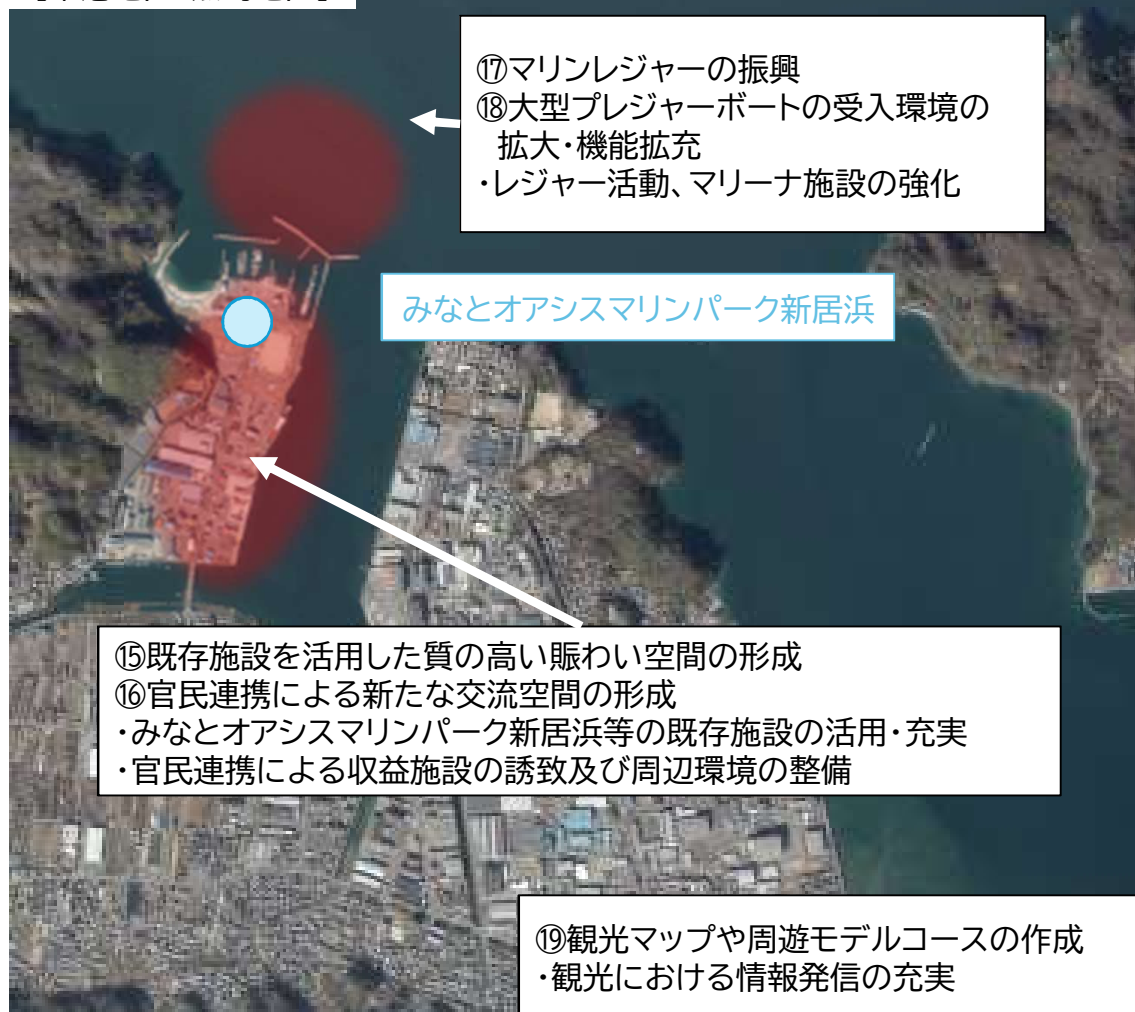 ⑰マリンレジャーの振興
⑱大型プレジャーボートの受入環境の
拡大・機能拡充
・レジャー活動、マリーナ施設の強化
みなとオアシスマリンパーク新居浜
⑮既存施設を活用した質の高い賑わい空間の形成
⑯官民連携による新たな交流空間の形成
・みなとオアシスマリンパーク新居浜等の既存施設の活用・充実
・官民連携による収益施設の誘致及び周辺環境の整備
⑲観光マップや周遊モデルコースの作成
・観光における情報発信の充実